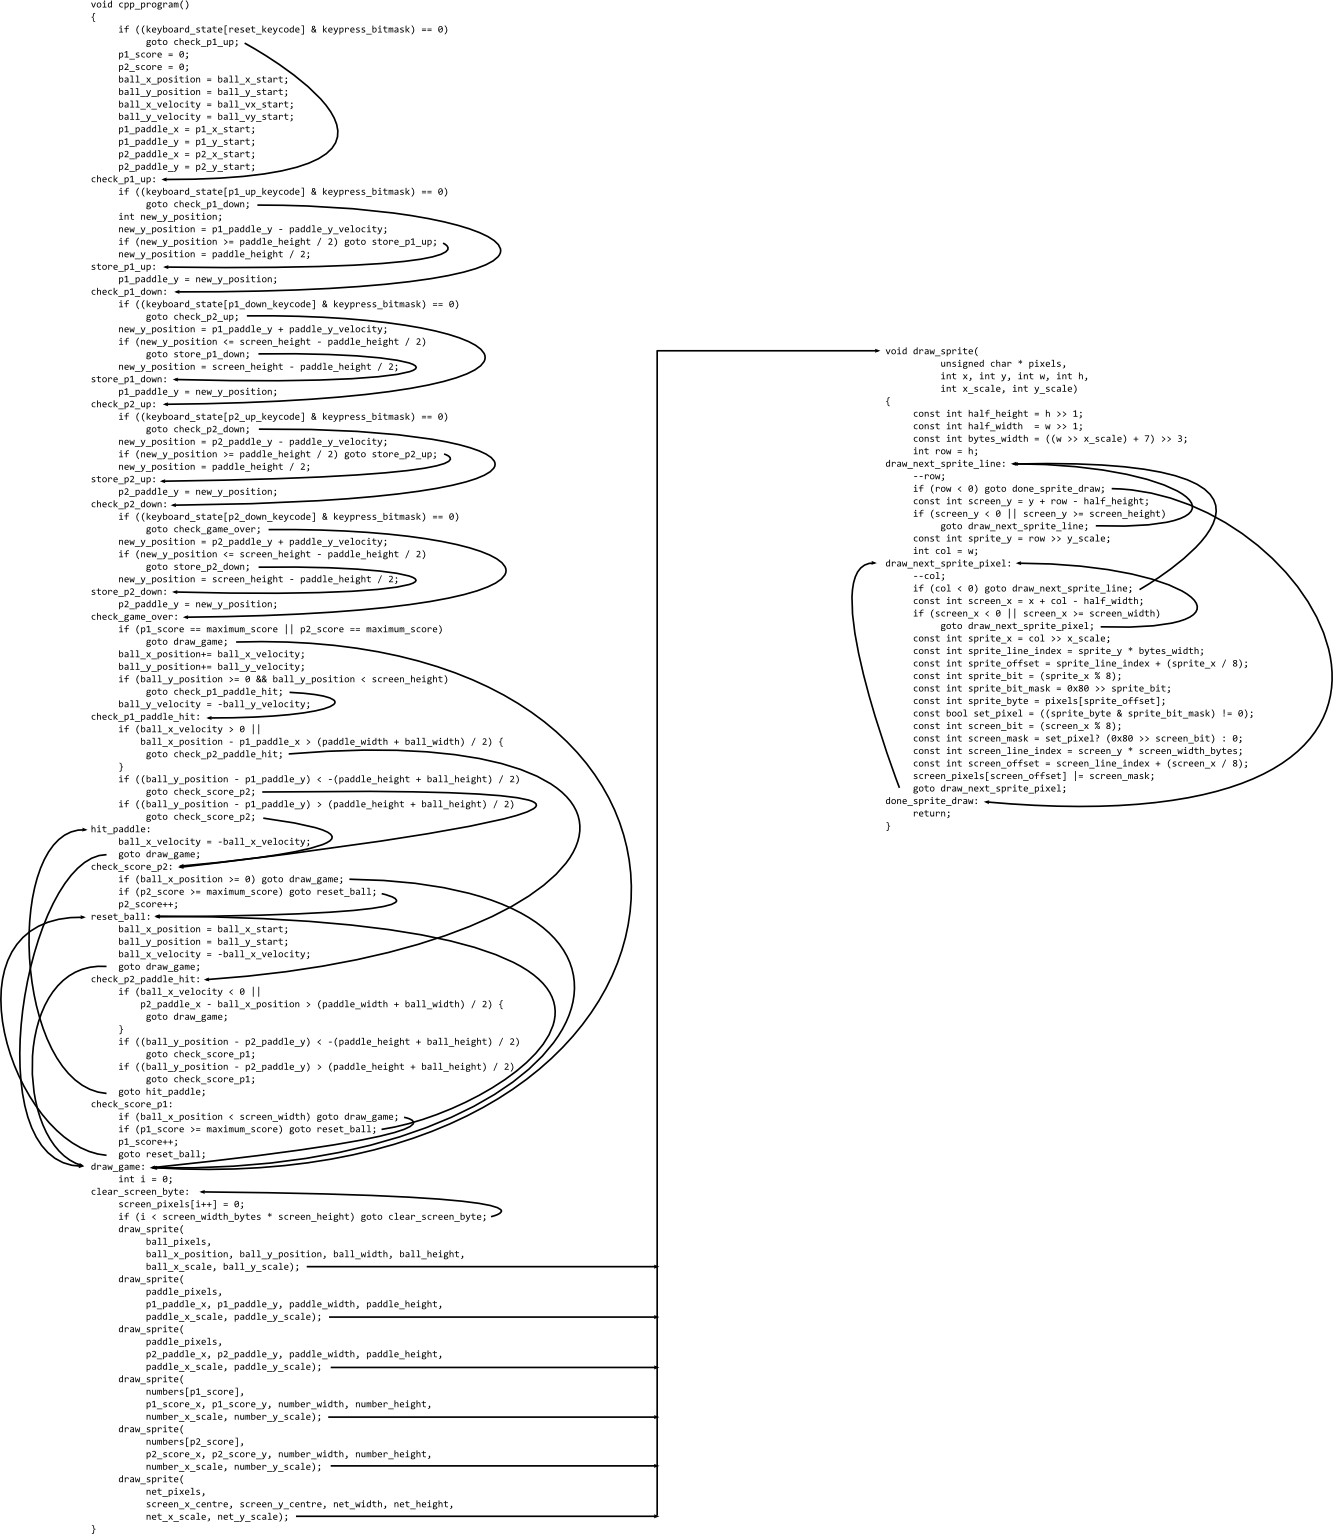 void cpp_program()
{
if ((keyboard_state[reset_keycode] & keypress_bitmask) == 0)
goto check_p1_up;
p1_score = 0;
p2_score = 0;
ball_x_position = ball_x_start;
ball_y_position = ball_y_start;
ball_x_velocity = ball_vx_start;
ball_y_velocity = ball_vy_start;
p1_paddle_x = p1_x_start;
p1_paddle_y = p1_y_start;
p2_paddle_x = p2_x_start;
p2_paddle_y = p2_y_start;
check_p1_up:
if ((keyboard_state[p1_up_keycode] & keypress_bitmask) == 0)
goto check_p1_down;
int new_y_position;
new_y_position = p1_paddle_y - paddle_y_velocity;
if (new_y_position >= paddle_height / 2) goto store_p1_up;
new_y_position = paddle_height / 2;
store_p1_up:
p1_paddle_y = new_y_position;
check_p1_down:
if ((keyboard_state[p1_down_keycode] & keypress_bitmask) == 0)
goto check_p2_up;
new_y_position = p1_paddle_y + paddle_y_velocity;
if (new_y_position <= screen_height - paddle_height / 2)
goto store_p1_down;
new_y_position = screen_height - paddle_height / 2;
store_p1_down:
p1_paddle_y = new_y_position;
check_p2_up:
if ((keyboard_state[p2_up_keycode] & keypress_bitmask) == 0)
goto check_p2_down;
new_y_position = p2_paddle_y - paddle_y_velocity;
if (new_y_position >= paddle_height / 2) goto store_p2_up;
new_y_position = paddle_height / 2;
store_p2_up:
p2_paddle_y = new_y_position;
check_p2_down:
if ((keyboard_state[p2_down_keycode] & keypress_bitmask) == 0)
goto check_game_over;
new_y_position = p2_paddle_y + paddle_y_velocity;
if (new_y_position <= screen_height - paddle_height / 2)
goto store_p2_down;
new_y_position = screen_height - paddle_height / 2;
store_p2_down:
p2_paddle_y = new_y_position;
check_game_over:
if (p1_score == maximum_score || p2_score == maximum_score)
goto draw_game;
ball_x_position+= ball_x_velocity;
ball_y_position+= ball_y_velocity;
if (ball_y_position >= 0 && ball_y_position < screen_height)
goto check_p1_paddle_hit;
ball_y_velocity = -ball_y_velocity;
check_p1_paddle_hit:
if (ball_x_velocity > 0 ||
ball_x_position - p1_paddle_x > (paddle_width + ball_width) / 2) {
goto check_p2_paddle_hit;
}
if ((ball_y_position - p1_paddle_y) < -(paddle_height + ball_height) / 2)
goto check_score_p2;
if ((ball_y_position - p1_paddle_y) > (paddle_height + ball_height) / 2)
goto check_score_p2;
hit_paddle:
ball_x_velocity = -ball_x_velocity;
goto draw_game;
check_score_p2:
if (ball_x_position >= 0) goto draw_game;
if (p2_score >= maximum_score) goto reset_ball;
p2_score++;
reset_ball:
ball_x_position = ball_x_start;
ball_y_position = ball_y_start;
ball_x_velocity = -ball_x_velocity;
goto draw_game;
check_p2_paddle_hit:
if (ball_x_velocity < 0 ||
p2_paddle_x - ball_x_position > (paddle_width + ball_width) / 2) {
goto draw_game;
}
if ((ball_y_position - p2_paddle_y) < -(paddle_height + ball_height) / 2)
goto check_score_p1;
if ((ball_y_position - p2_paddle_y) > (paddle_height + ball_height) / 2)
goto check_score_p1;
goto hit_paddle;
check_score_p1:
if (ball_x_position < screen_width) goto draw_game;
if (p1_score >= maximum_score) goto reset_ball;
p1_score++;
goto reset_ball;
draw_game:
int i = 0;
clear_screen_byte:
screen_pixels[i++] = 0;
if (i < screen_width_bytes * screen_height) goto clear_screen_byte;
draw_sprite(
ball_pixels,
ball_x_position, ball_y_position, ball_width, ball_height,
ball_x_scale, ball_y_scale);
draw_sprite(
paddle_pixels,
p1_paddle_x, p1_paddle_y, paddle_width, paddle_height,
paddle_x_scale, paddle_y_scale);
draw_sprite(
paddle_pixels,
p2_paddle_x, p2_paddle_y, paddle_width, paddle_height,
paddle_x_scale, paddle_y_scale);
draw_sprite(
numbers[p1_score],
p1_score_x, p1_score_y, number_width, number_height,
number_x_scale, number_y_scale);
draw_sprite(
numbers[p2_score],
p2_score_x, p2_score_y, number_width, number_height,
number_x_scale, number_y_scale);
draw_sprite(
net_pixels,
screen_x_centre, screen_y_centre, net_width, net_height,
net_x_scale, net_y_scale);
}
void draw_sprite(
unsigned char * pixels,
int x, int y, int w, int h,
int x_scale, int y_scale)
{
const int half_height = h >> 1;
const int half_width  = w >> 1;
const int bytes_width = ((w >> x_scale) + 7) >> 3;
int row = h;
draw_next_sprite_line:
--row;
if (row < 0) goto done_sprite_draw;
const int screen_y = y + row - half_height;
if (screen_y < 0 || screen_y >= screen_height)
goto draw_next_sprite_line;
const int sprite_y = row >> y_scale;
int col = w;
draw_next_sprite_pixel:
--col;
if (col < 0) goto draw_next_sprite_line;
const int screen_x = x + col - half_width;
if (screen_x < 0 || screen_x >= screen_width)
goto draw_next_sprite_pixel;
const int sprite_x = col >> x_scale;
const int sprite_line_index = sprite_y * bytes_width;
const int sprite_offset = sprite_line_index + (sprite_x / 8);
const int sprite_bit = (sprite_x % 8);
const int sprite_bit_mask = 0x80 >> sprite_bit;
const int sprite_byte = pixels[sprite_offset];
const bool set_pixel = ((sprite_byte & sprite_bit_mask) != 0);
const int screen_bit = (screen_x % 8);
const int screen_mask = set_pixel? (0x80 >> screen_bit) : 0;
const int screen_line_index = screen_y * screen_width_bytes;
const int screen_offset = screen_line_index + (screen_x / 8);
screen_pixels[screen_offset] |= screen_mask;
goto draw_next_sprite_pixel;
done_sprite_draw:
return;
}